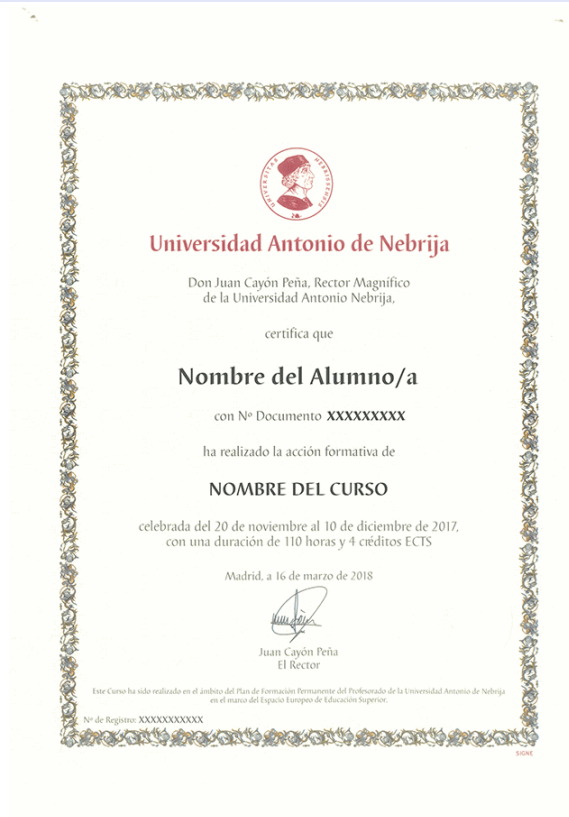 UNIVERSITAS NEBRISSENSIS
Universidad Antonio de Nebrija
Don Juan Cayón Peña, Rector Magnífico
de la Universidad Antonio Nebrija,
certifica que
Nombre del Alumno/a
con Nº Documento XXXXXXXXX
ha realizado la acción formativa de
NOMBRE DEL CURSO
celebrada del 20 de noviembre al 10 de diciembre de 2017,
con una duración de 110 horas y 4 créditos ECTS
Madrid, a 16 de marzo de 2018
Juan Cayón Peña
El Rector
Este Curso ha sido realizado en el ámbito del Plan de Formación Permanente del Profesorado de la Universidad Antonio de Nebrija
en el marco del Espacio Europeo de Educación Superior.
Nº de Registro: XXXXXXXXXXX
SIGNE